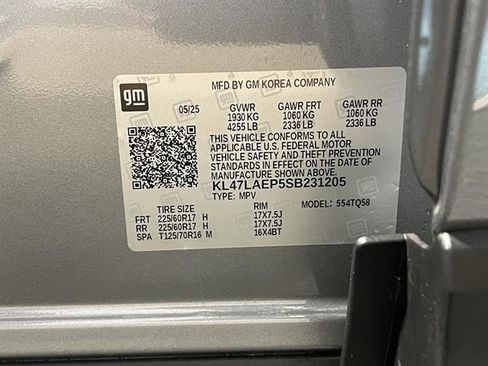 gm
MFD BY GM KOREA COMPANY
05/25 GVWR GAWR FRT GAWR RR
1930 KG 1060 KG 1060 KG
4255 LB 2336 LB 2336 LB
THIS VEHICLE CONFORMS TO ALL
APPLICABLE U.S. FEDERAL MOTOR
VEHICLE SAFETY AND THEFT PREVENTION
STANDARDS IN EFFECT ON THE DATE OF
MANUFACTURE SHOWN ABOVE.
KL47LAEP5SB231205
TYPE: MPV
TIRE SIZE RIM MODEL: 554TQ58
FRT 225/60R17 H 17X7.5J
RR 225/60R17 H 17X7.5J
SPA T125/70R16 M 16X4BT